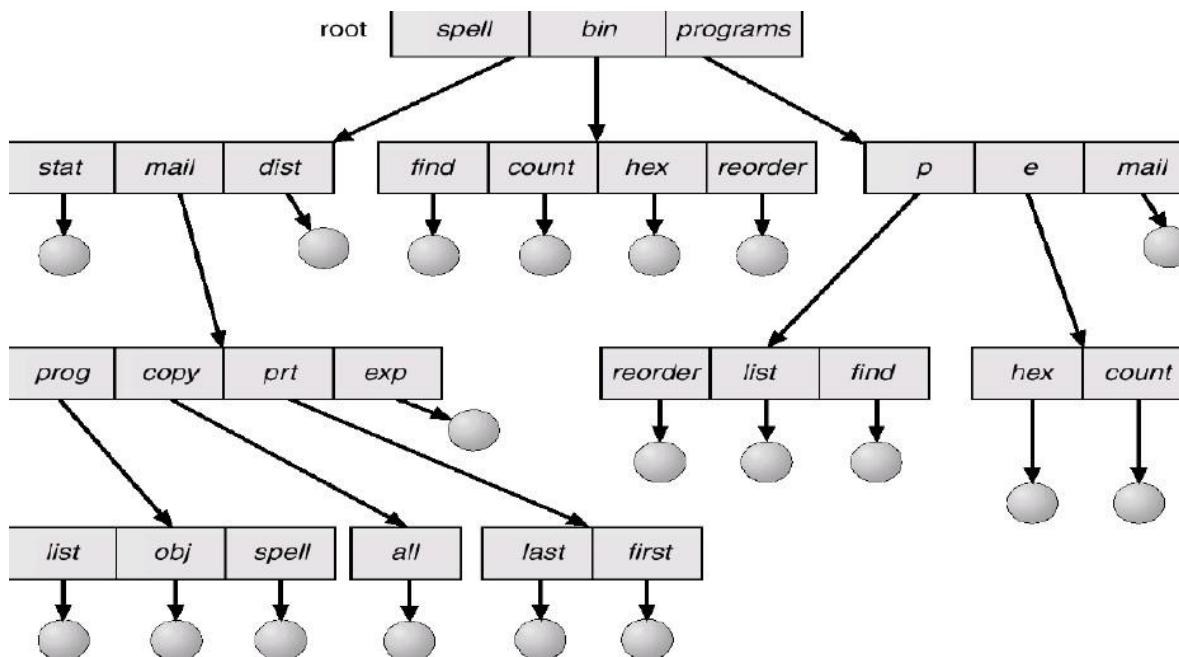 root spell bin programs
stat mail dist find count hex reorder p e mail
prog copy prt exp reorder list find hex count
list obj spell all last first